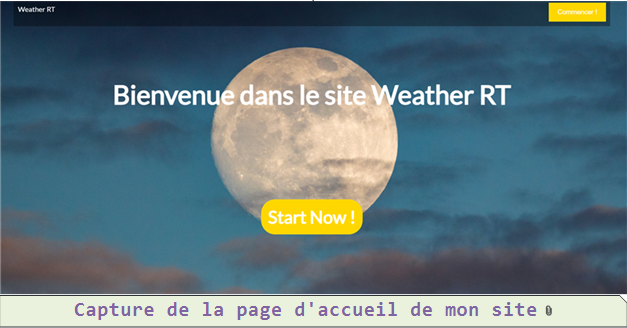 Weather RT
Commencer !
Bienvenue dans le site Weather RT
Start Now !
Capture de la page d'accueil de mon site